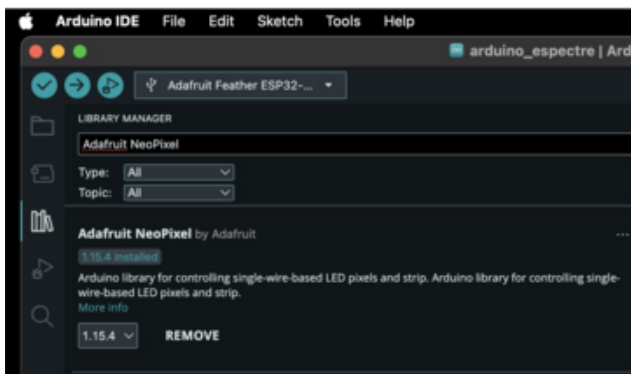 Arduino IDE File Edit Sketch Tools Help
arduino_espectre | Ard
Adafruit Feather ESP32-...
LIBRARY MANAGER
Adafruit NeoPixel
Type: All
Topic: All
Adafruit NeoPixel by Adafruit
1.15.4 installed
Arduino library for controlling single-wire-based LED pixels and strip. Arduino library for controlling single-
wire-based LED pixels and strip.
More info
1.15.4 REMOVE